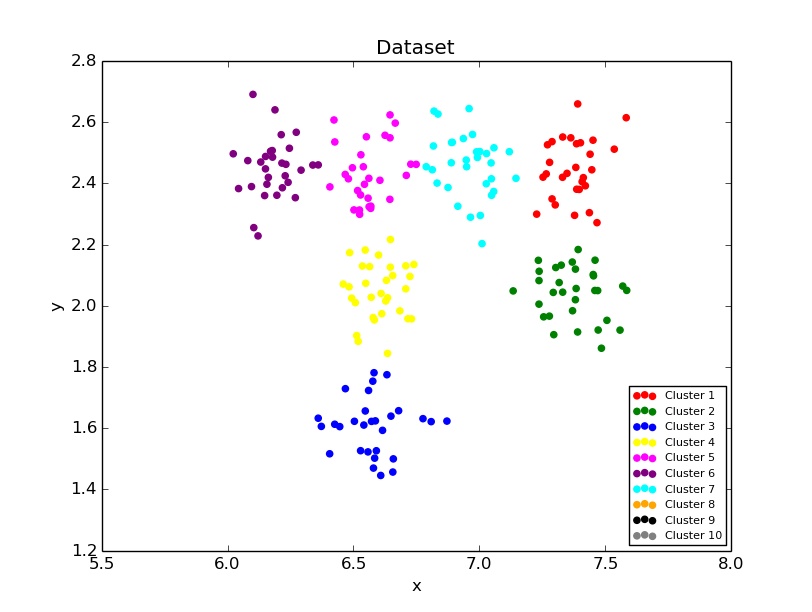 Dataset
2.8
2.6
2.4
2.2
2.0
1.8
1.6
1.4
1.2
y
5.5 6.0 6.5 7.0 7.5 8.0
x
Cluster 1
Cluster 2
Cluster 3
Cluster 4
Cluster 5
Cluster 6
Cluster 7
Cluster 8
Cluster 9
Cluster 10